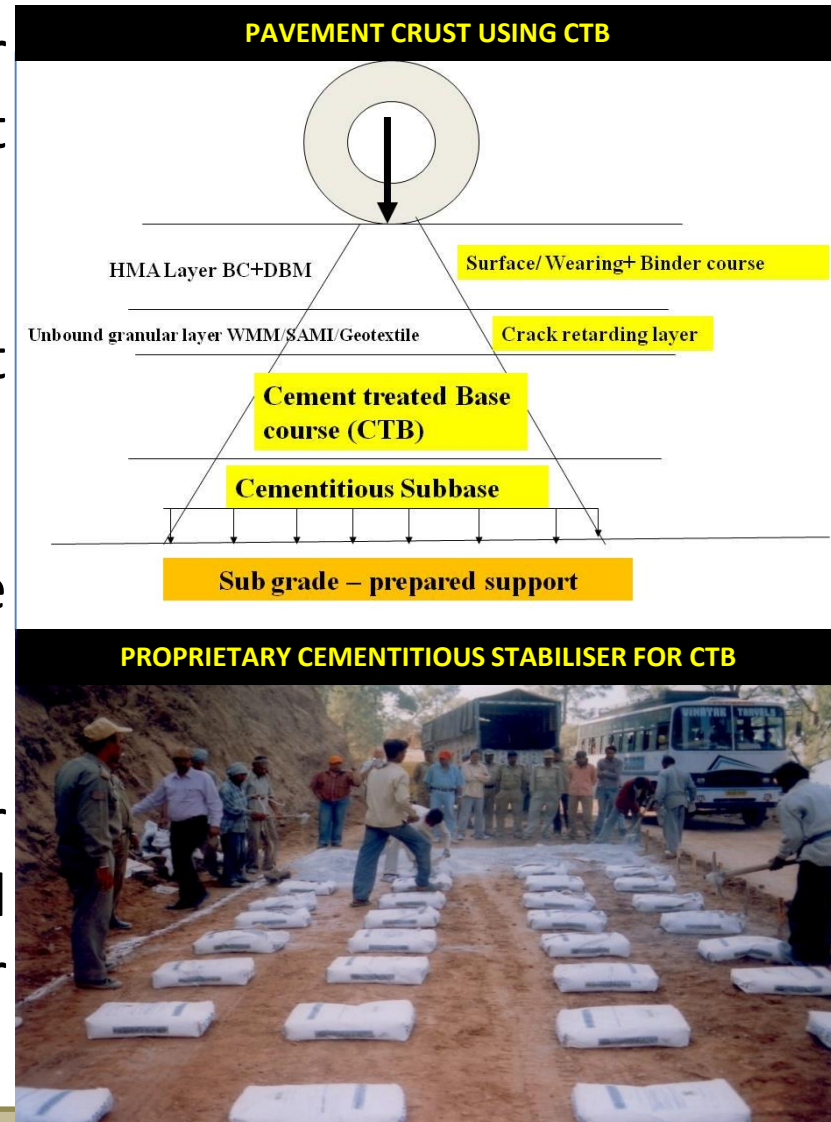 PAVEMENT CRUST USING CTB
HMA Layer BC+DBM
Surface/ Wearing+ Binder course
Unbound granular layer WMM/SAMI/Geotextile
Crack retarding layer
Cement treated Base
course (CTB)
Cementitious Subbase
Sub grade – prepared support
PROPRIETARY CEMENTITIOUS STABILISER FOR CTB
VINAYAK TRAVELS